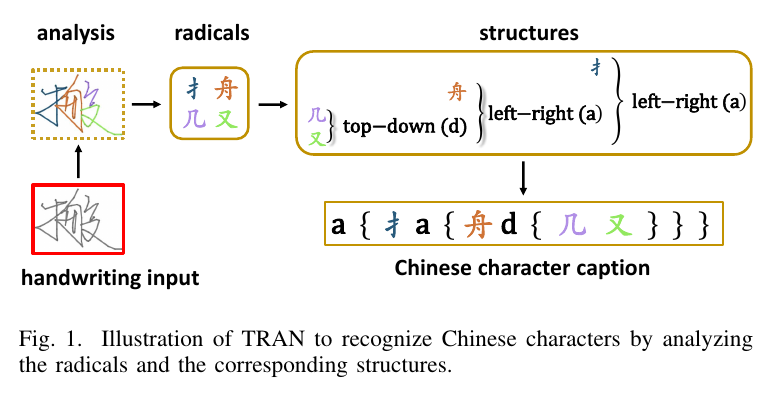 analysis radicals structures
扌 舟
几 又
几
又
top−down (d)
舟
left−right (a)
扌
left−right (a)
搬
搬
handwriting input
a { 扌 a { 舟 d { 几 又 } } }
Chinese character caption
Fig. 1. Illustration of TRAN to recognize Chinese characters by analyzing
the radicals and the corresponding structures.